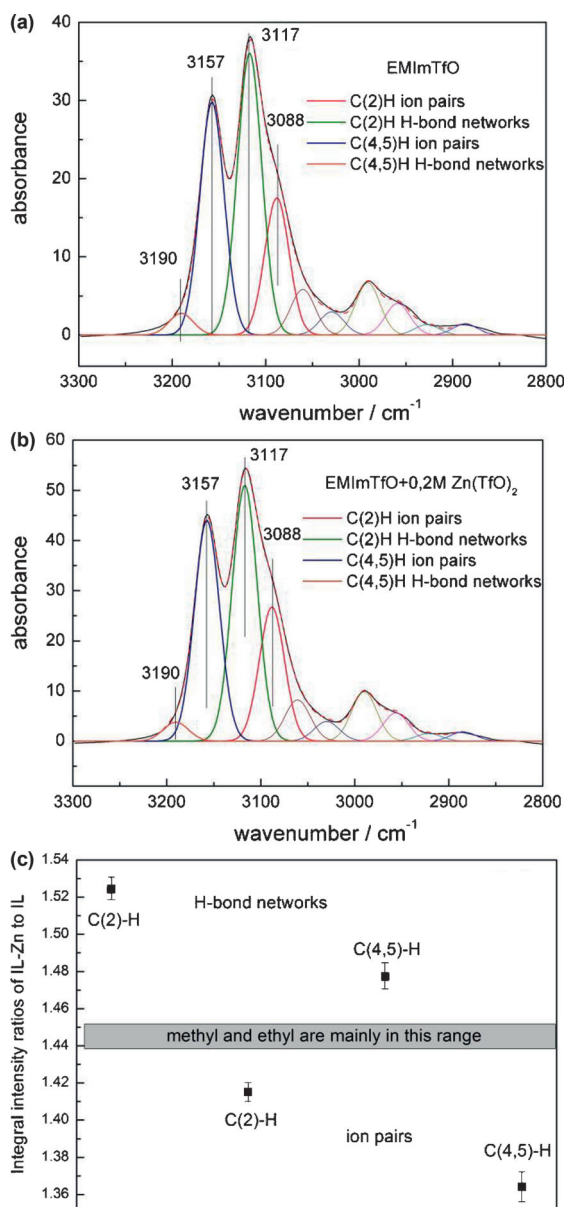 (a)
40
30
20
10
0
absorbance
3157
3117
3088
3190
EMImTfO
C(2)H ion pairs
C(2)H H-bond networks
C(4,5)H ion pairs
C(4,5)H H-bond networks
3300 3200 3100 3000 2900 2800
wavenumber / cm⁻¹
(b)
60
50
40
30
20
10
0
absorbance
3157
3117
3088
3190
EMImTfO+0,2M Zn(TfO)₂
C(2)H ion pairs
C(2)H H-bond networks
C(4,5)H ion pairs
C(4,5)H H-bond networks
3300 3200 3100 3000 2900 2800
wavenumber / cm⁻¹
(c)
1.54
1.52
1.50
1.48
1.46
1.44
1.42
1.40
1.38
1.36
Integral intensity ratios of IL-Zn to IL
C(2)-H
H-bond networks
C(4,5)-H
methyl and ethyl are mainly in this range
C(2)-H
ion pairs
C(4,5)-H